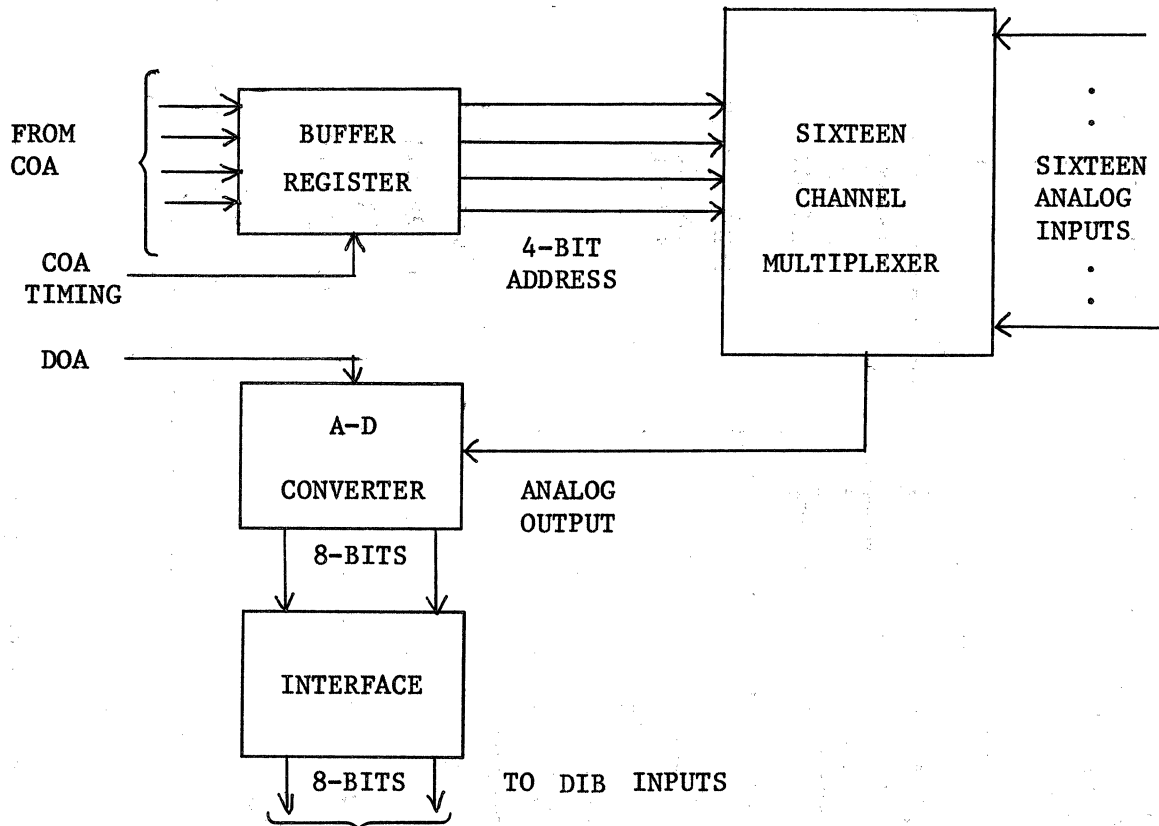 FROM
COA
BUFFER
REGISTER
SIXTEEN
CHANNEL
MULTIPLEXER
SIXTEEN
ANALOG
INPUTS
4-BIT
ADDRESS
COA
TIMING
DOA
A-D
CONVERTER
ANALOG
OUTPUT
8-BITS
INTERFACE
8-BITS
TO DIB INPUTS